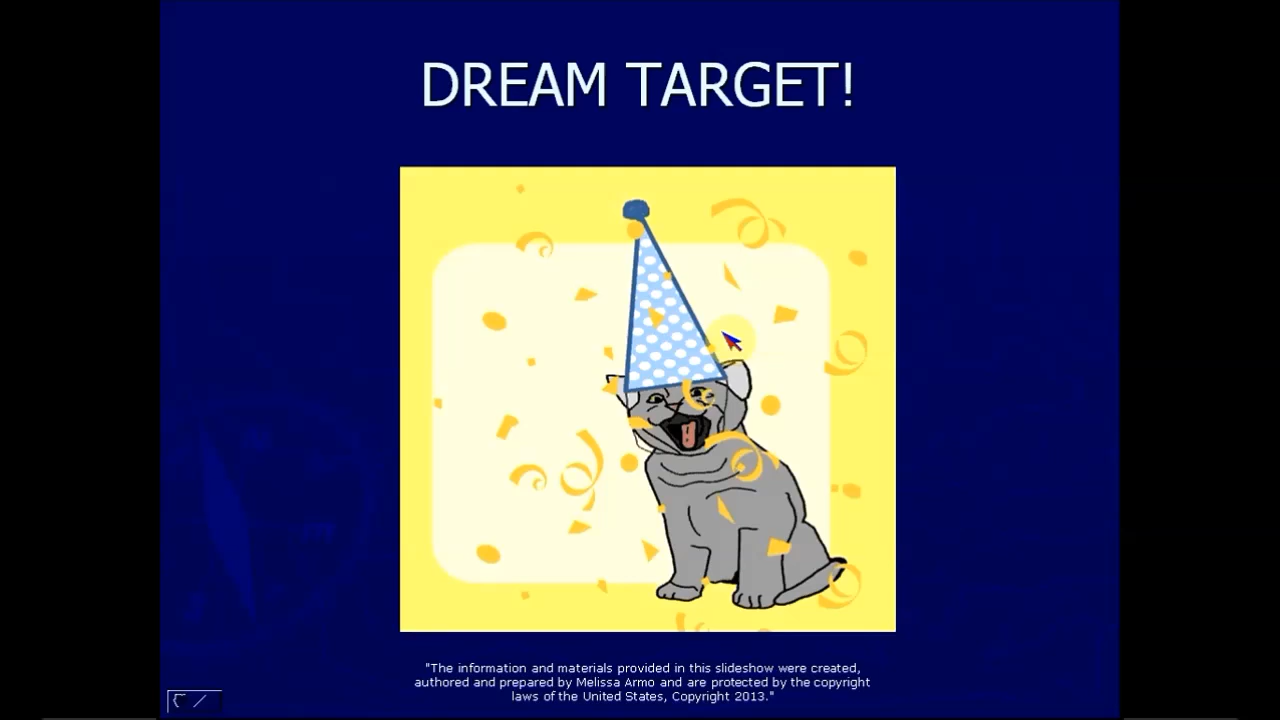 DREAM TARGET!
"The information and materials provided in this slideshow were created,
authored and prepared by Melissa Armo and are protected by the copyright
laws of the United States, Copyright 2013."